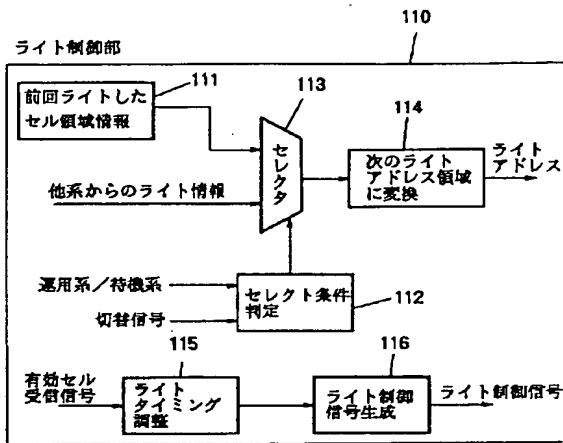 110
ライト制御部
111
前回ライトした
セル領域情報
113
セレクタ
114
次のライト
アドレス領域
に変換
ライト
アドレス
他系からのライト情報
運用系/待機系
切替信号
セレクト条件
判定
112
115
有効セル
受信信号
ライト
タイミング
調整
116
ライト制御
信号生成
ライト制御信号